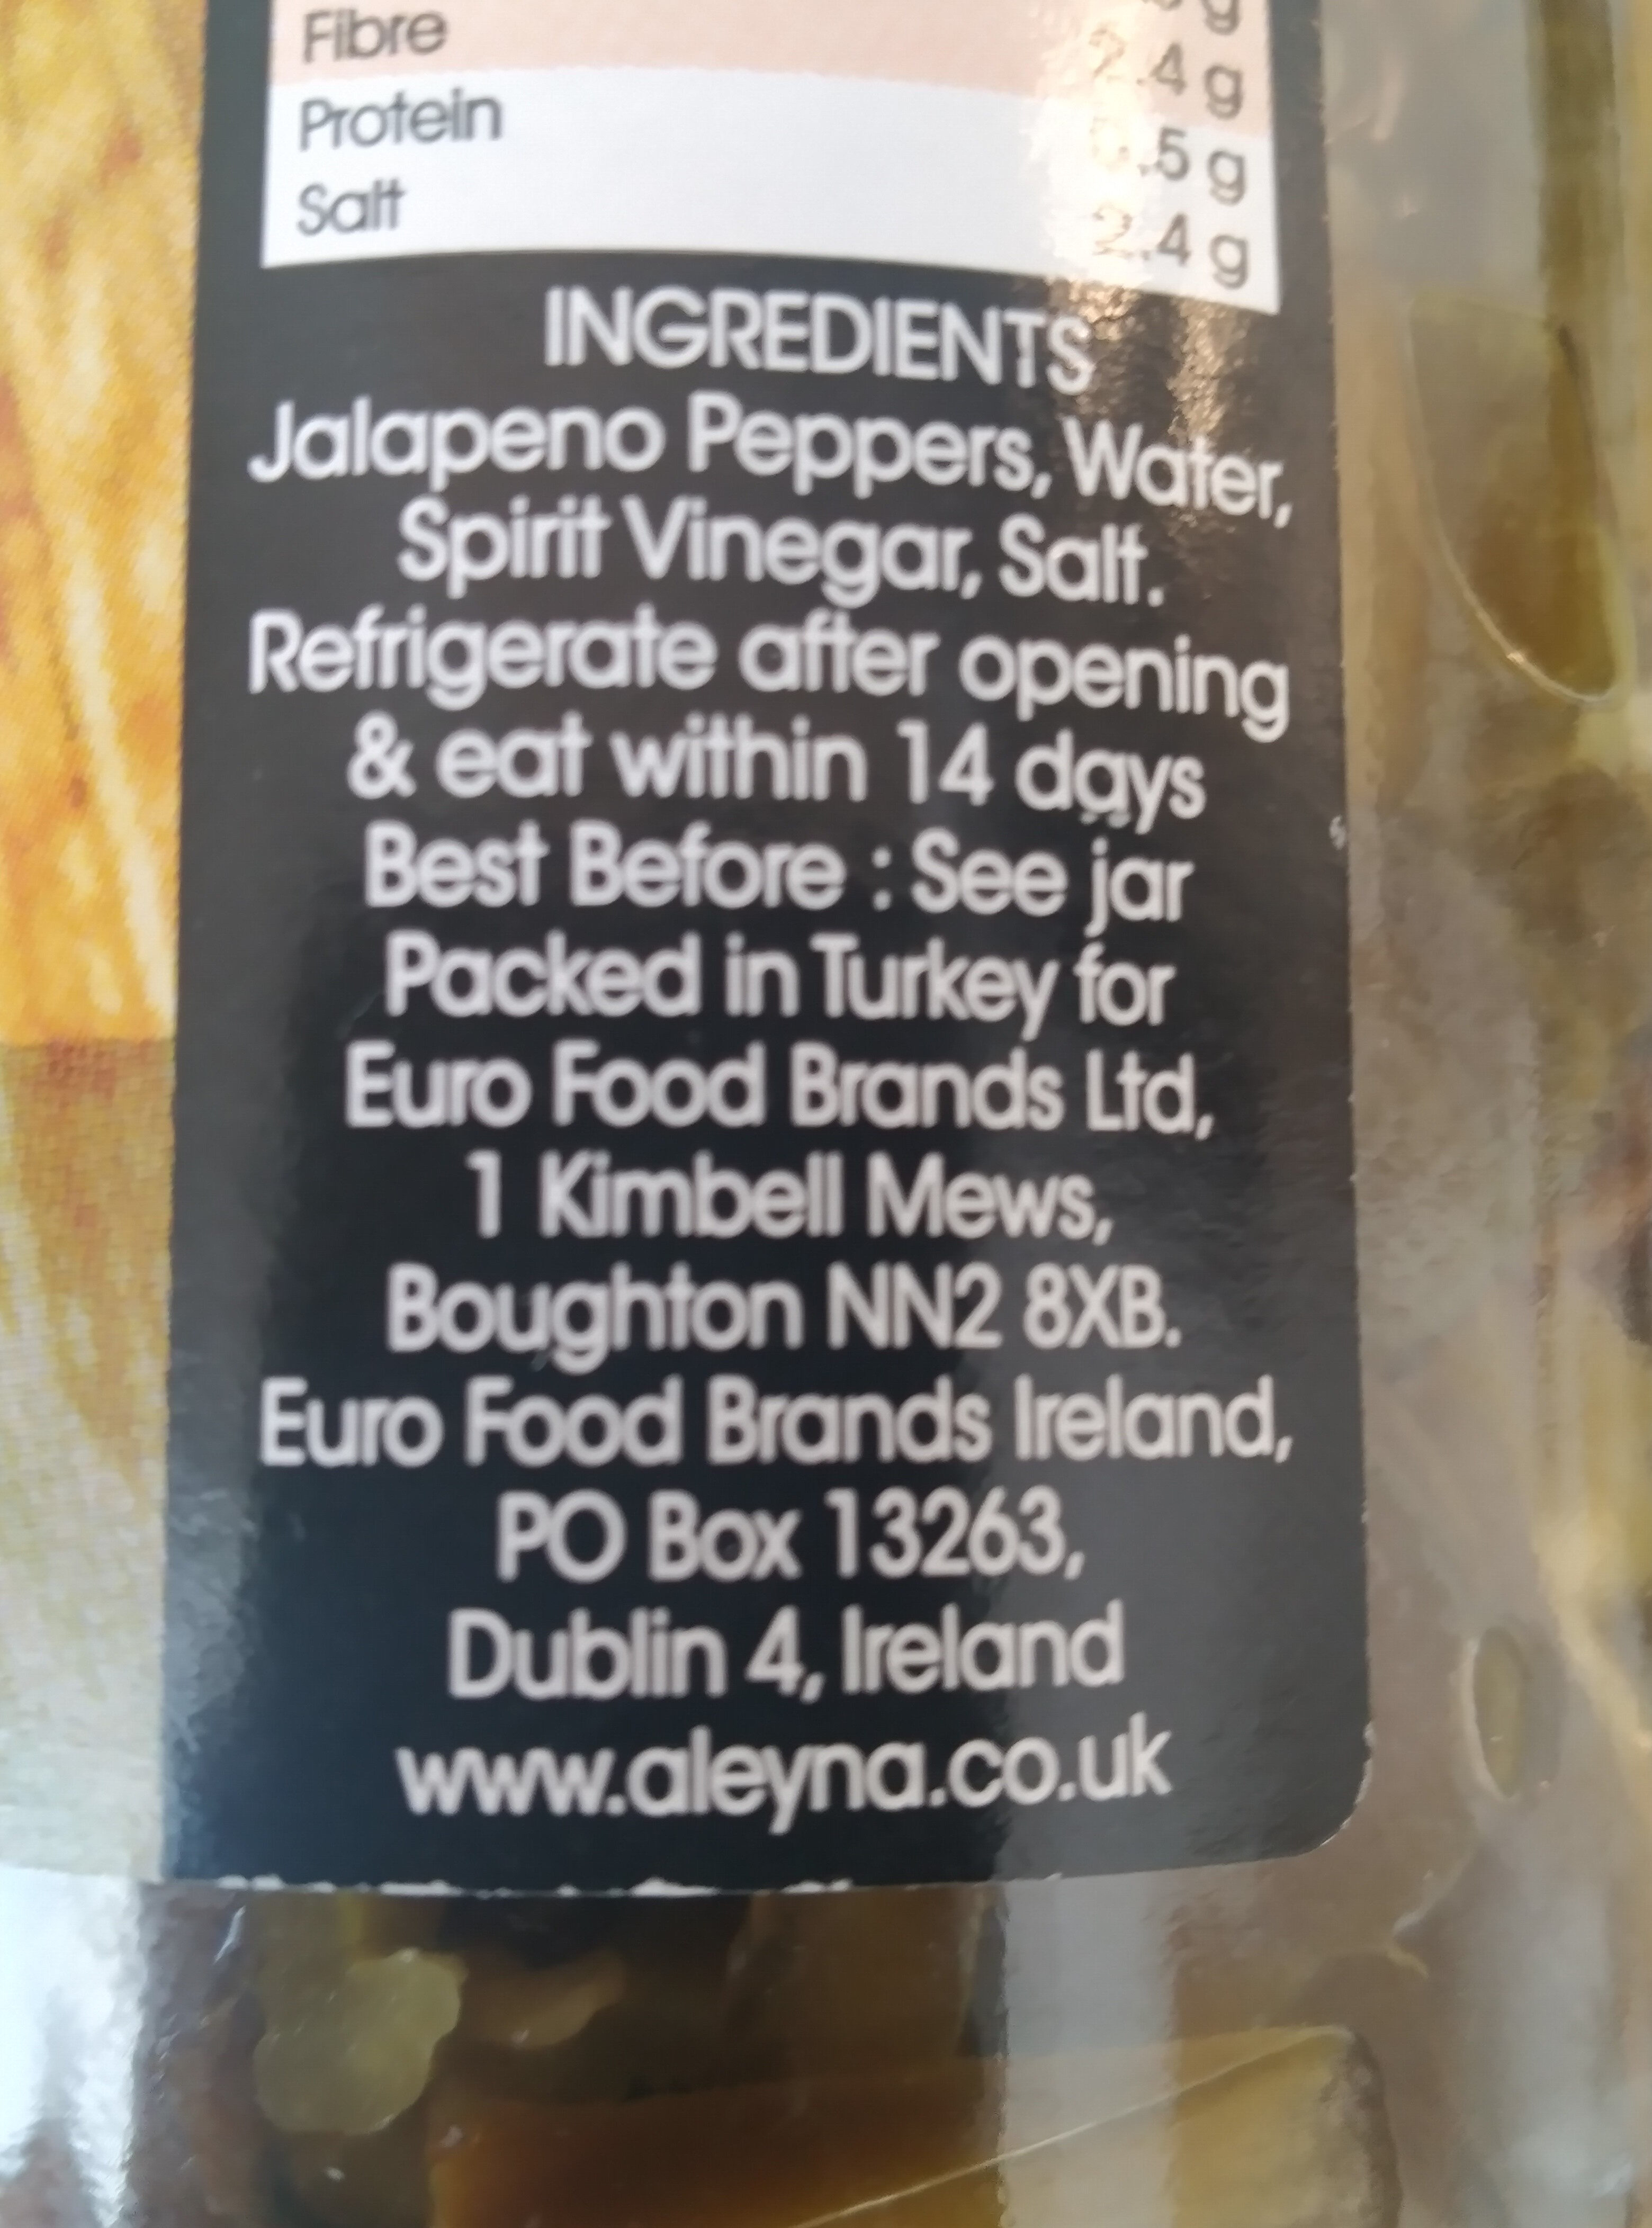 Fibre 2.4 g
Protein
Salt 2.4 g
INGREDIENTS
Jalapeno Peppers, Water,
Spirit Vinegar, Salt.
Refrigerate after opening
& eat within 14 days
Best Before : See jar
Packed in Turkey for
Euro Food Brands Ltd,
1 Kimbell Mews,
Boughton NN2 8XB.
Euro Food Brands Ireland,
PO Box 13263,
Dublin 4, Ireland
www.aleyna.co.uk